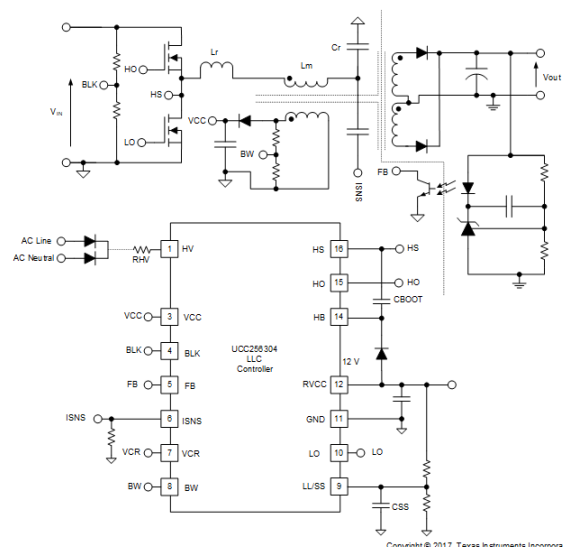 Lr
Lm
Cr
HO
BLK
HS
VIN
LO
VCC
BW
ISNS
FB
Vout
AC Line
AC Neutral
RHV
1 HV
HS 16 HS
HO 15 HO
CBOOT
HB 14
VCC 3 VCC
BLK 4 BLK
UCC256304
LLC
Controller
12 V
FB 5 FB
RVCC 12
ISNS
6 ISNS
GND 11
VCR 7 VCR
LO 10 LO
BW 8 BW
LL/SS 9
CSS
Copyright © 2017, Texas Instruments Incorpora